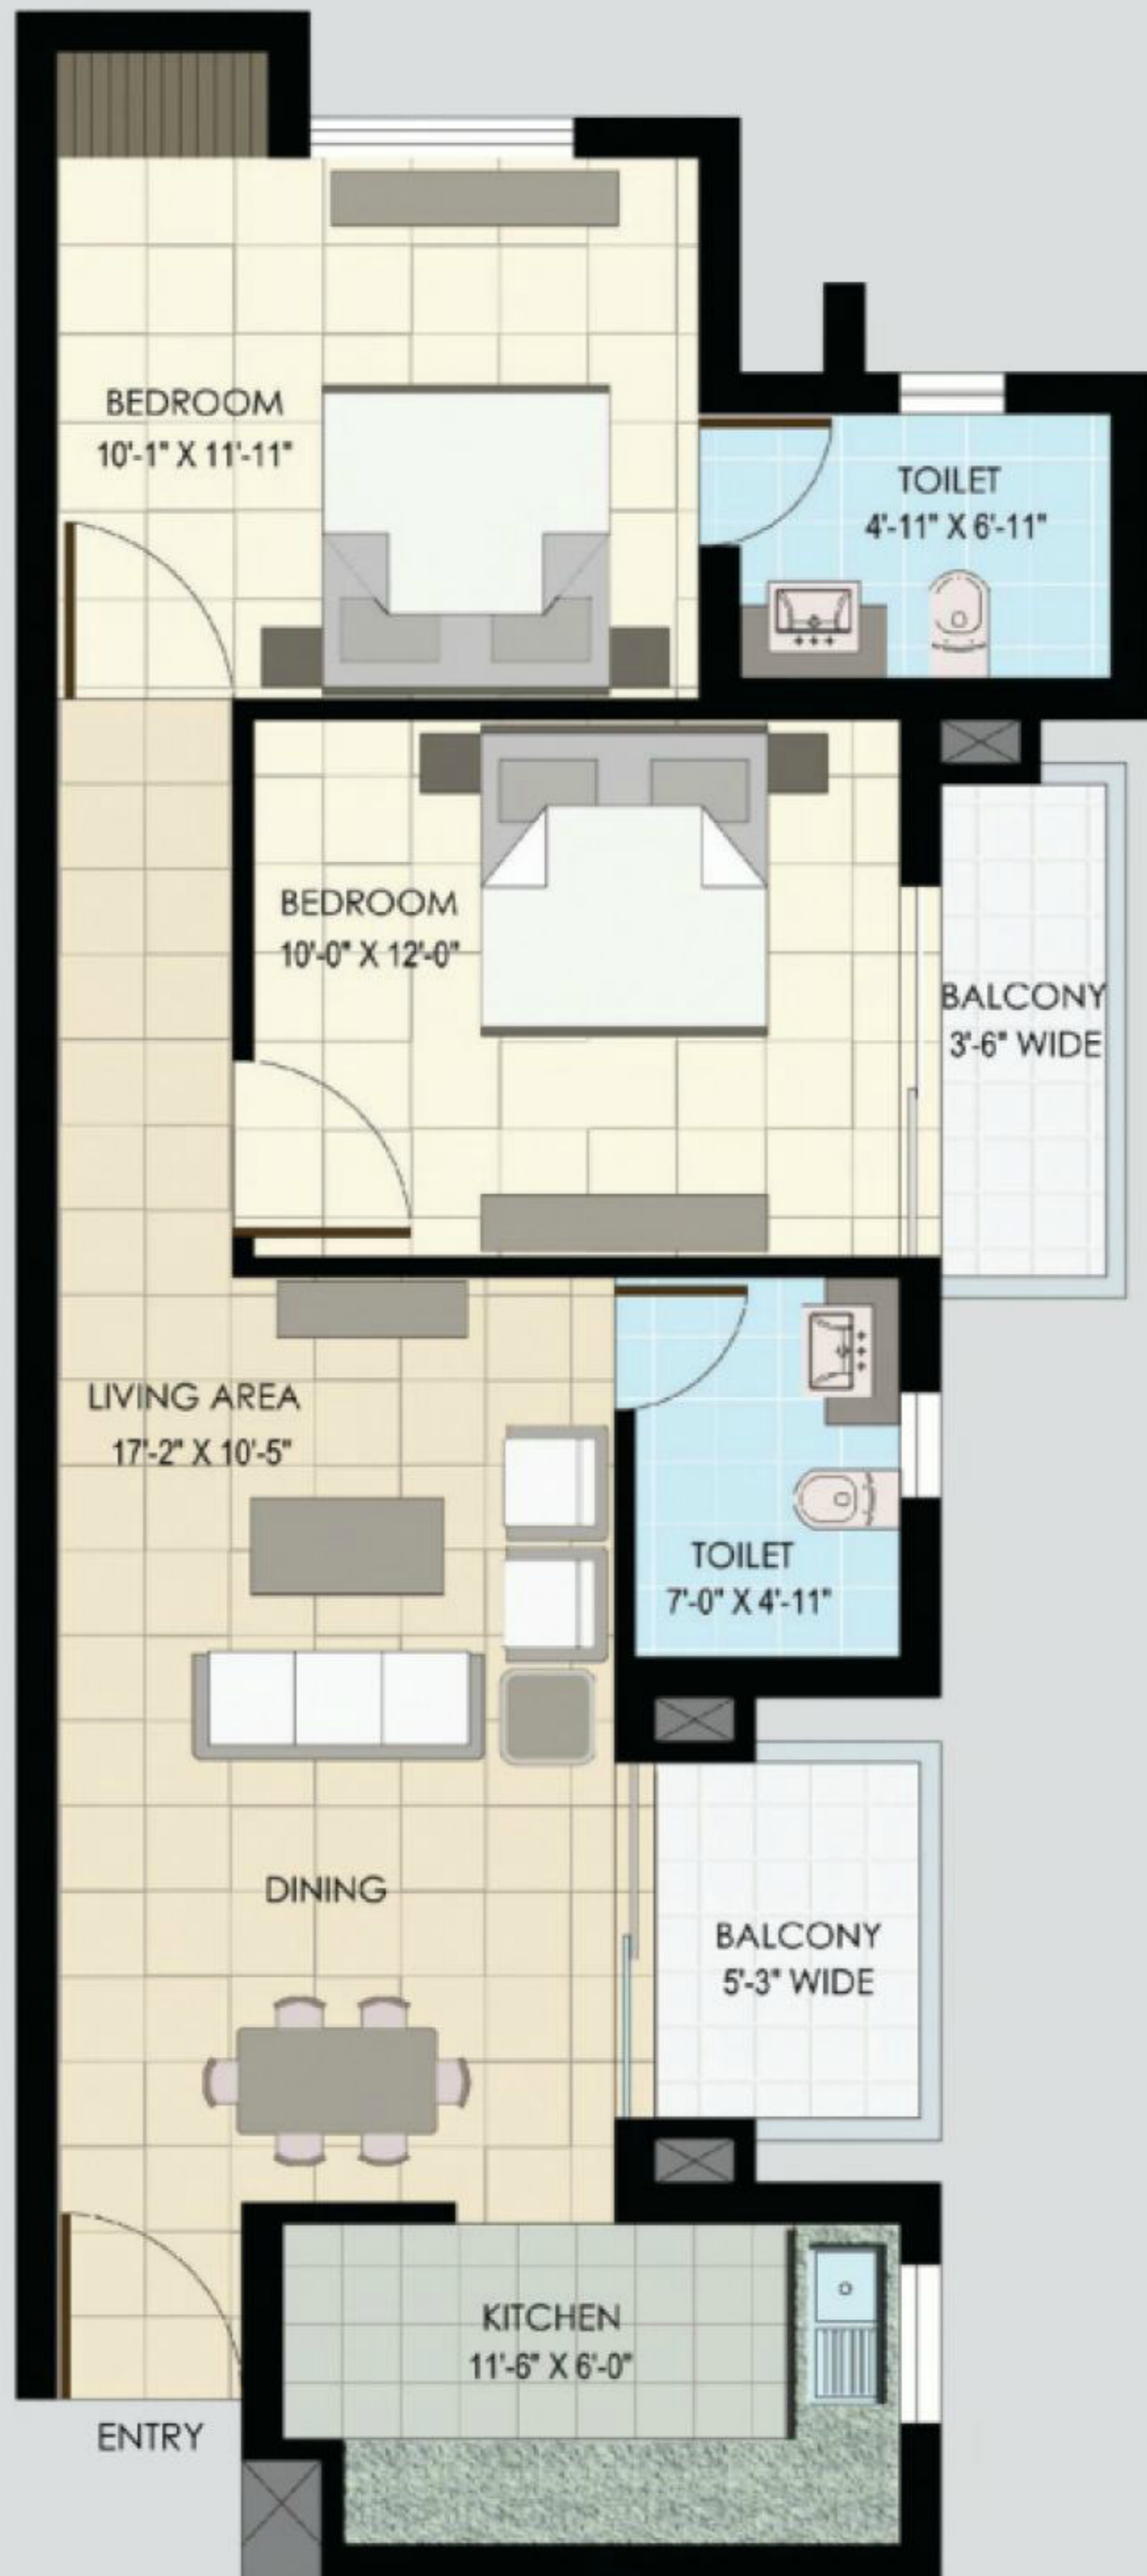 BEDROOM
10'-1" X 11'-11"
TOILET
4'-11" X 6'-11"
BEDROOM
10'-0" X 12'-0"
BALCONY
3'-6" WIDE
LIVING AREA
17'-2" X 10'-5"
TOILET
7'-0" X 4'-11"
DINING
BALCONY
5'-3" WIDE
KITCHEN
11'-6" X 6'-0"
ENTRY